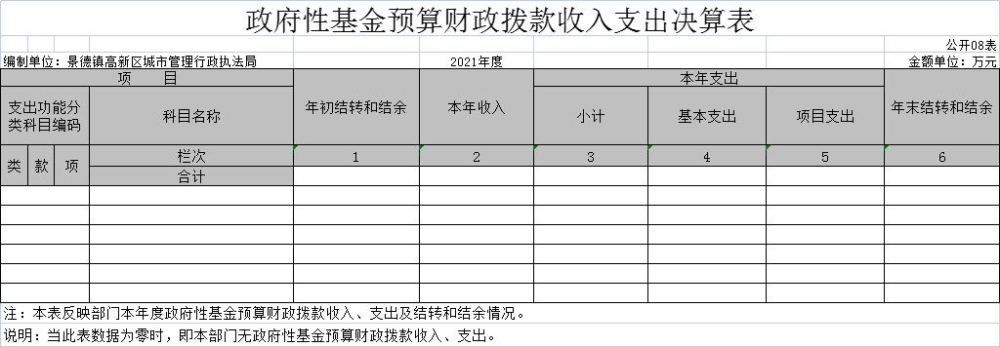 政府性基金预算财政拨款收入支出决算表
公开08表
编制单位：景德镇高新区城市管理行政执法局 2021年度 金额单位：万元
项 目 年初结转和结余 本年收入 本年支出 年末结转和结余
支出功能分类科目编码 科目名称 小计 基本支出 项目支出
类 款 项 栏次 1 2 3 4 5 6
合计
注：本表反映部门本年度政府性基金预算财政拨款收入、支出及结转和结余情况。
说明：当此表数据为零时，即本部门无政府性基金预算财政拨款收入、支出。